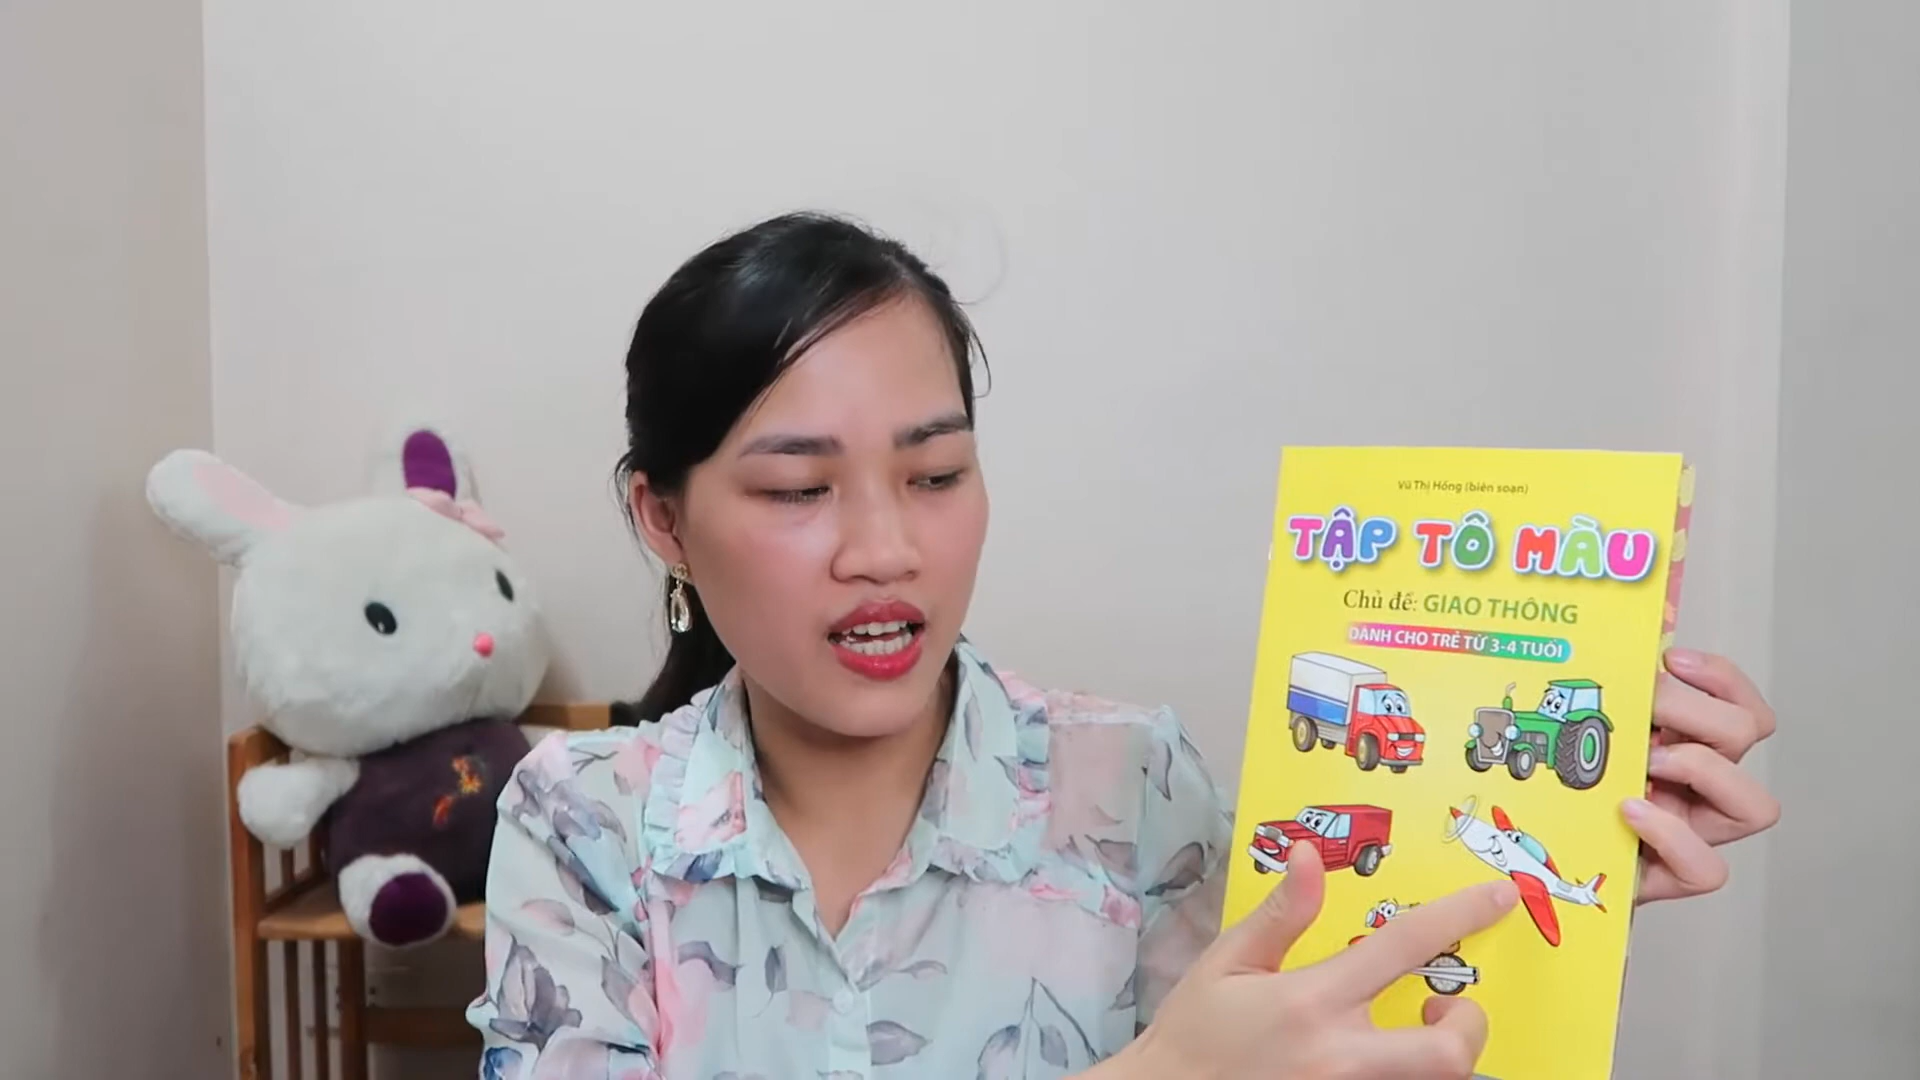 Vũ Thị Hồng (biên soạn)
TẬP TÔ MÀU
Chủ đề: GIAO THÔNG
DÀNH CHO TRẺ TỪ 3-4 TUỔI